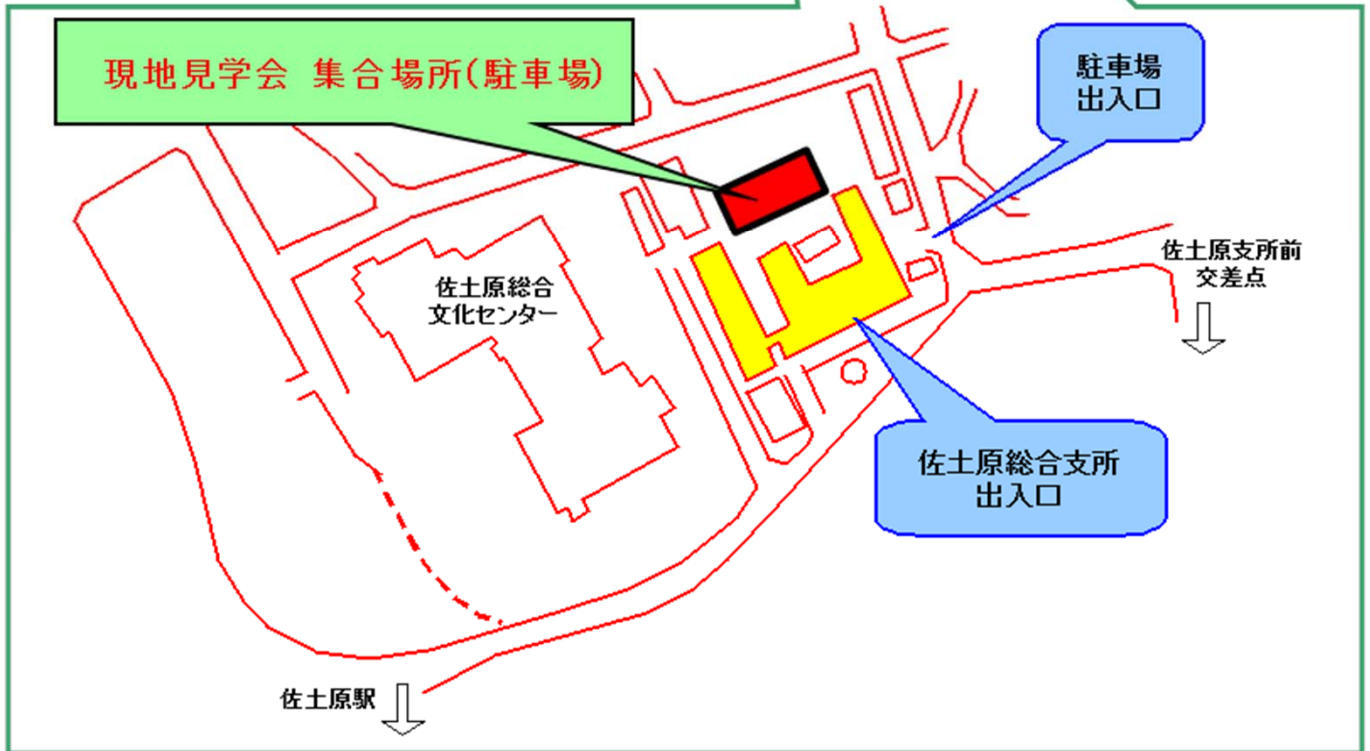 現地見学会 集合場所(駐車場)
駐車場
出入口
佐土原支所前
交差点
佐土原総合
文化センター
佐土原総合支所
出入口
佐土原駅